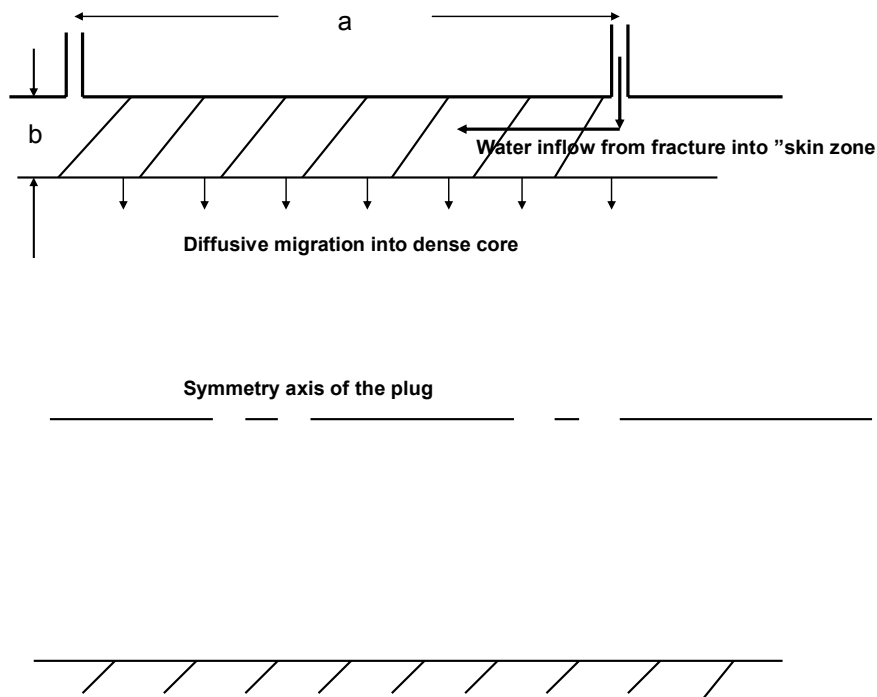 a
b
Water inflow from fracture into ”skin zone
Diffusive migration into dense core
Symmetry axis of the plug